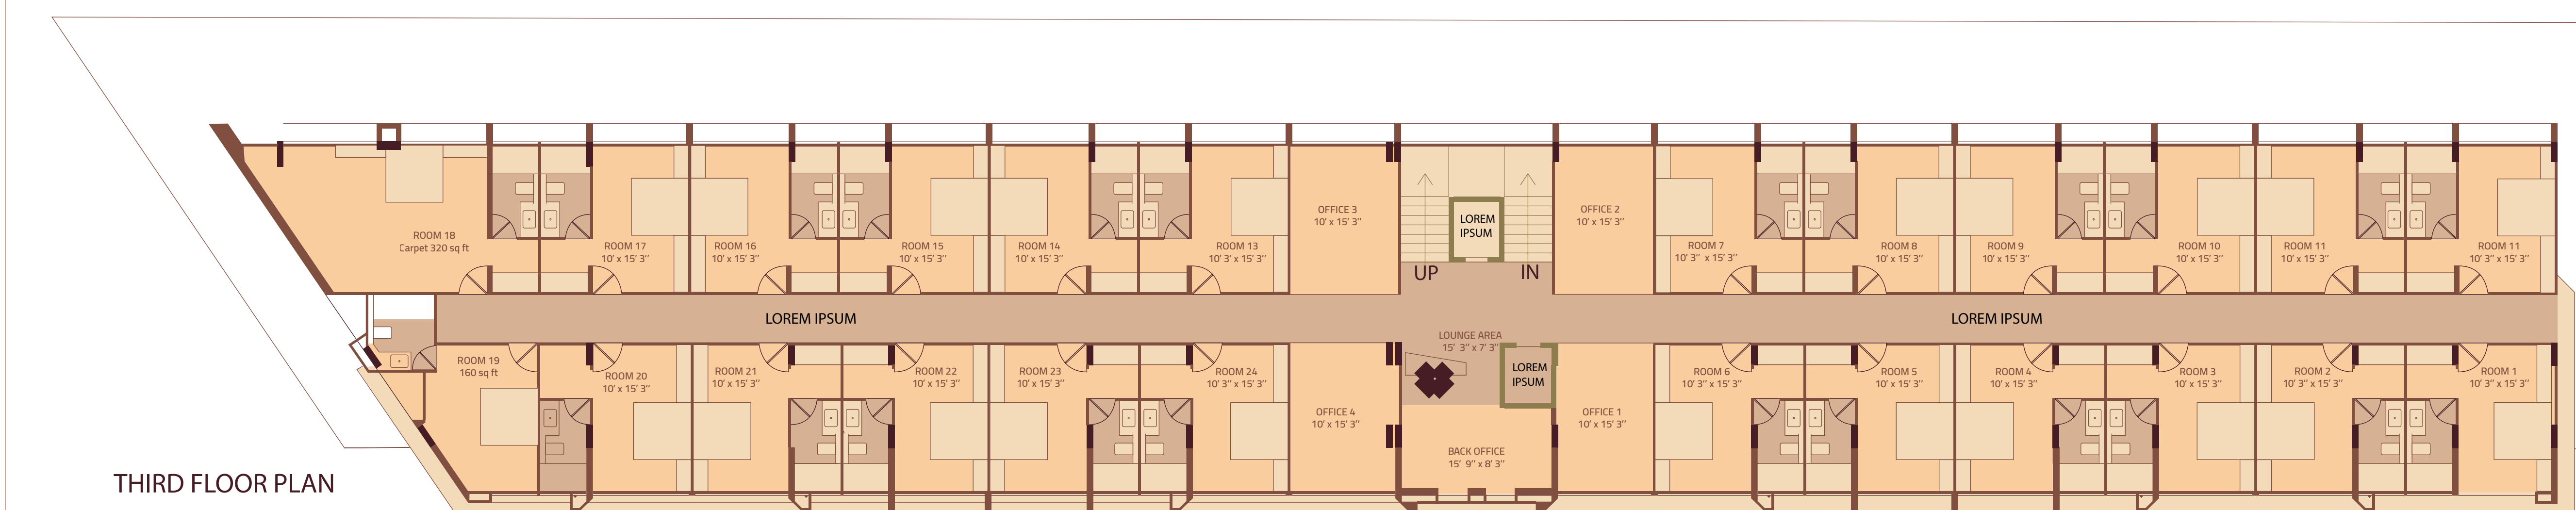 ROOM 18
Carpet 320 sq ft
ROOM 17
10' x 15' 3''
ROOM 16
10' x 15' 3''
ROOM 15
10' x 15' 3''
ROOM 14
10' x 15' 3''
ROOM 13
10' 3' x 15' 3''
OFFICE 3
10' x 15' 3''
LOREM
IPSUM
UP
IN
OFFICE 2
10' x 15' 3''
ROOM 7
10' 3'' x 15' 3''
ROOM 8
10' x 15' 3''
ROOM 9
10' x 15' 3''
ROOM 10
10' x 15' 3''
ROOM 11
10' x 15' 3''
ROOM 11
10' 3'' x 15' 3''
LOREM IPSUM
LOREM IPSUM
LOUNGE AREA
15' 3'' x 7' 3''
ROOM 19
160 sq ft
ROOM 20
10' x 15' 3''
ROOM 21
10' x 15' 3''
ROOM 22
10' x 15' 3''
ROOM 23
10' x 15' 3''
ROOM 24
10' 3'' x 15' 3''
OFFICE 4
10' x 15' 3''
LOREM
IPSUM
BACK OFFICE
15' 9'' x 8' 3''
OFFICE 1
10' x 15' 3''
ROOM 6
10' 3'' x 15' 3''
ROOM 5
10' x 15' 3''
ROOM 4
10' x 15' 3''
ROOM 3
10' x 15' 3''
ROOM 2
10' 3'' x 15' 3''
ROOM 1
10' 3'' x 15' 3''
THIRD FLOOR PLAN